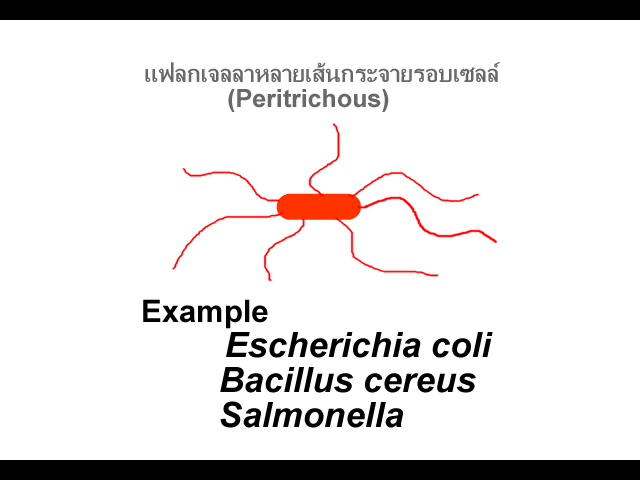 แฟลกเจลลาหลายเส้นกระจายรอบเซลล์
(Peritrichous)
Example
Escherichia coli
Bacillus cereus
Salmonella